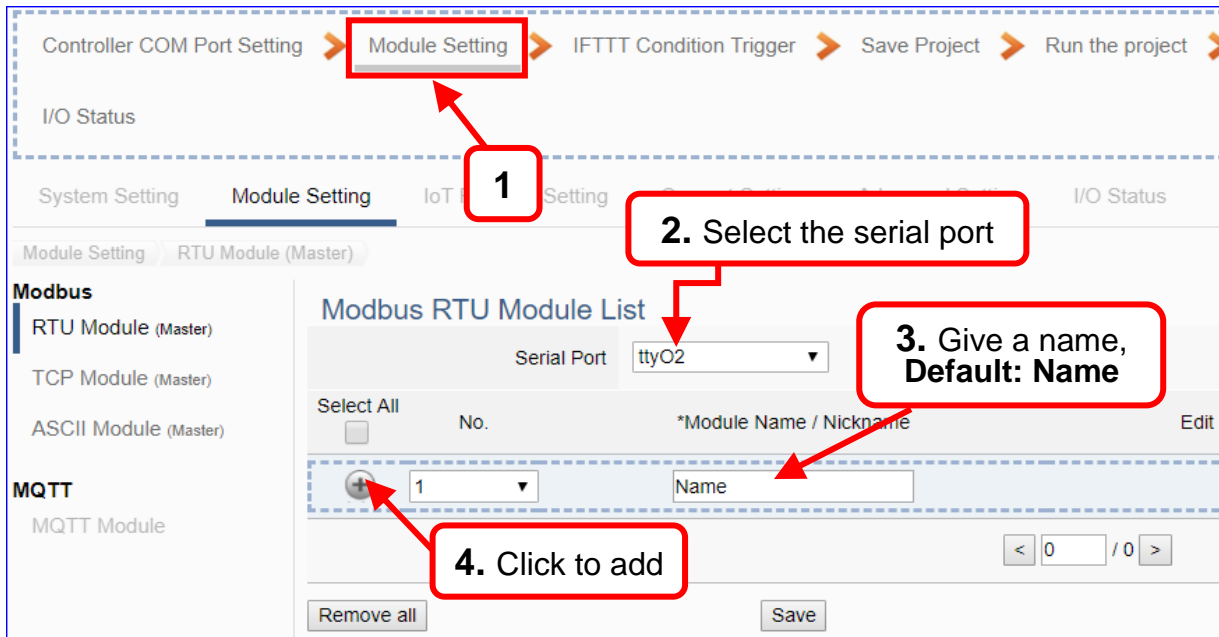 Controller COM Port Setting Module Setting IFTTT Condition Trigger Save Project Run the project
I/O Status
1
System Setting Module Setting IoT Setting I/O Status
2. Select the serial port
Module Setting RTU Module (Master)
Modbus
RTU Module (Master)
TCP Module (Master)
ASCII Module (Master)
MQTT
MQTT Module
Modbus RTU Module List
Serial Port ttyO2
3. Give a name,
Default: Name
Select All No. *Module Name / Nickname Edit
1 Name
4. Click to add
< 0 / 0 >
Remove all Save